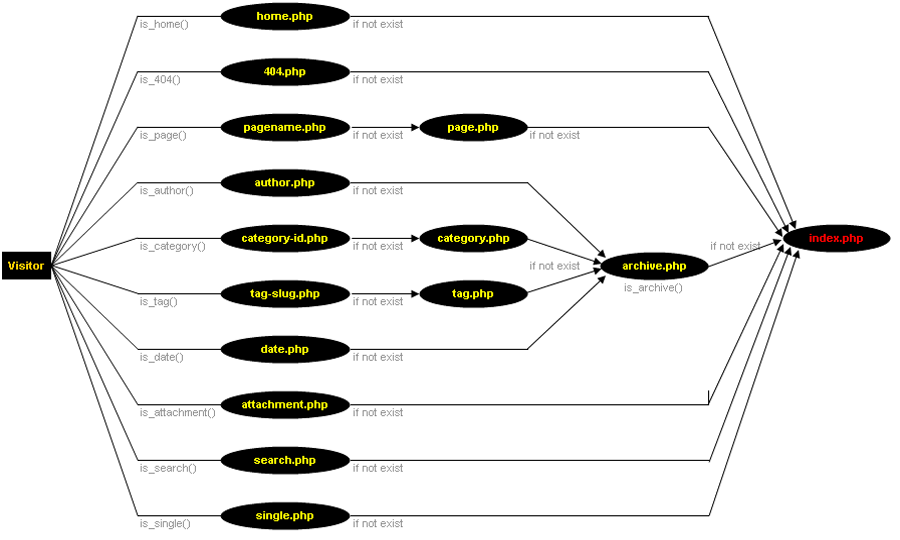 home.php
is_home()
if not exist
404.php
is_404()
if not exist
pagename.php
page.php
is_page()
if not exist
if not exist
author.php
is_author()
if not exist
category-id.php
category.php
index.php
is_category()
if not exist
if not exist
Visitor
if not exist
archive.php
is_archive()
tag-slug.php
tag.php
is_tag()
if not exist
date.php
is_date()
if not exist
attachment.php
is_attachment()
if not exist
search.php
is_search()
if not exist
single.php
is_single()
if not exist